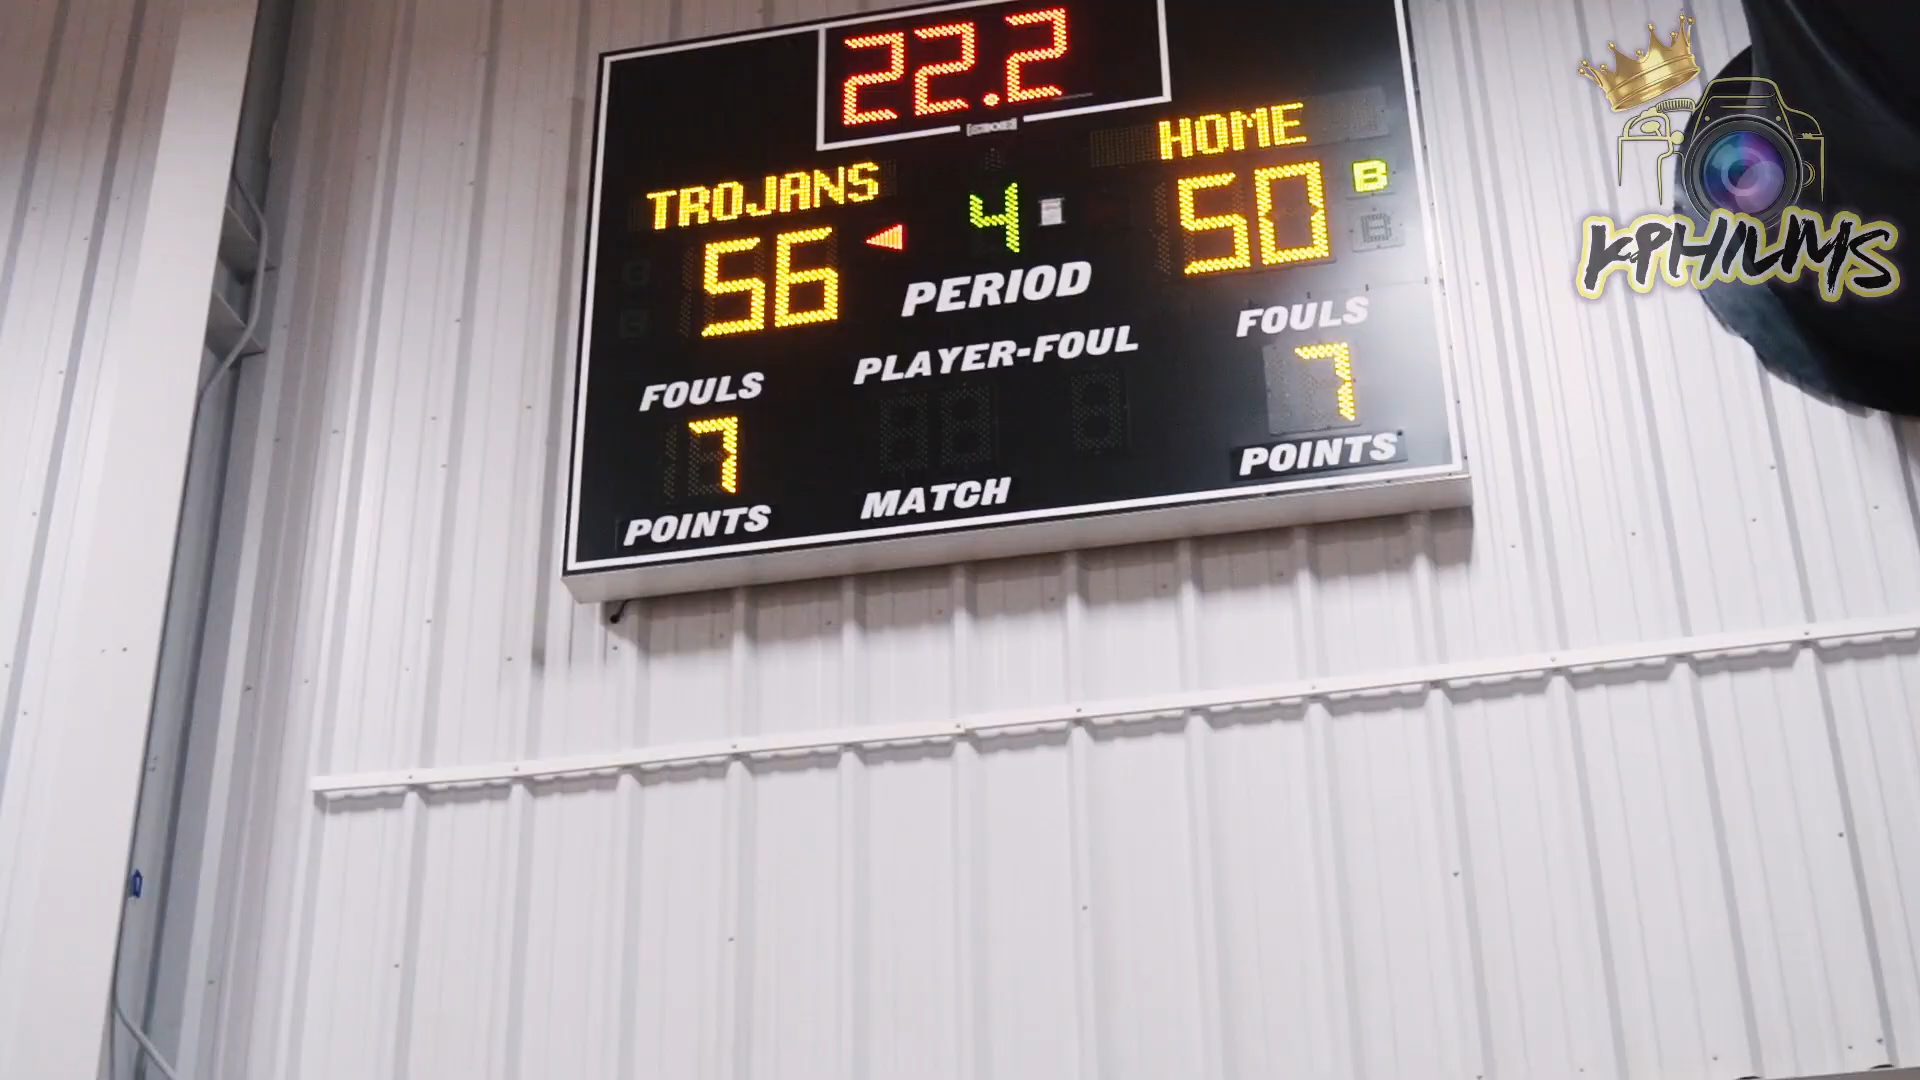 22.2
TROJANS
HOME
56
4
50
B
B
PERIOD
FOULS
PLAYER-FOUL
FOULS
7
7
POINTS
MATCH
POINTS
KPHILMS